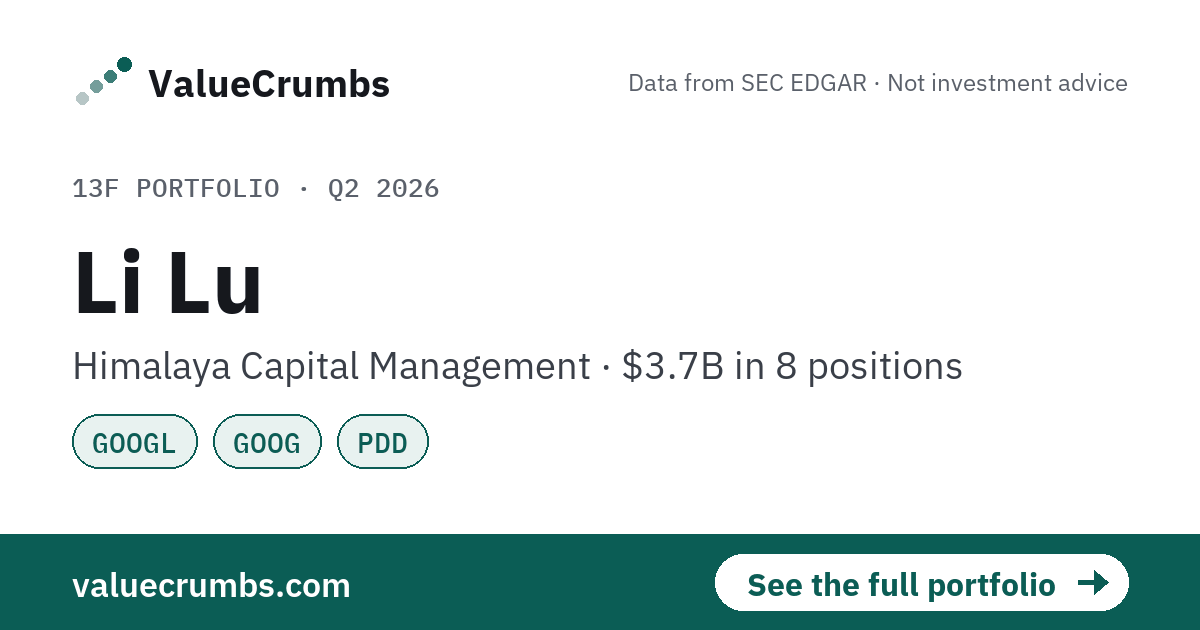 ValueCrumbs
Data from SEC EDGAR · Not investment advice
13F PORTFOLIO · Q2 2026
Li Lu
Himalaya Capital Management · $3.7B in 8 positions
GOOGL GOOG PDD
valuecrumbs.com
See the full portfolio →